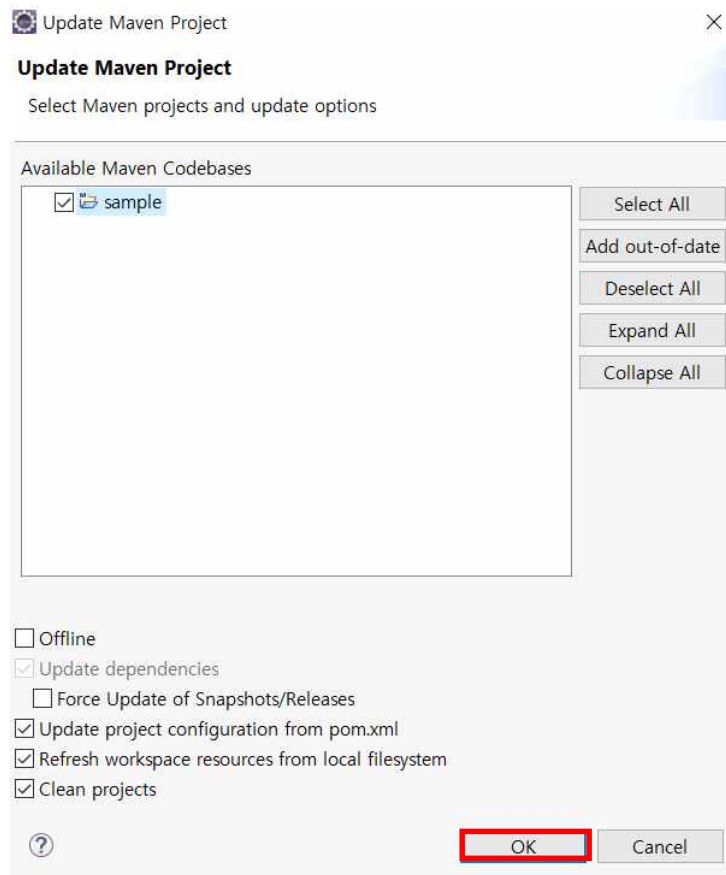 Update Maven Project
Update Maven Project
Select Maven projects and update options
Available Maven Codebases
sample
Select All
Add out-of-date
Deselect All
Expand All
Collapse All
Offline
Update dependencies
Force Update of Snapshots/Releases
Update project configuration from pom.xml
Refresh workspace resources from local filesystem
Clean projects
?
OK
Cancel